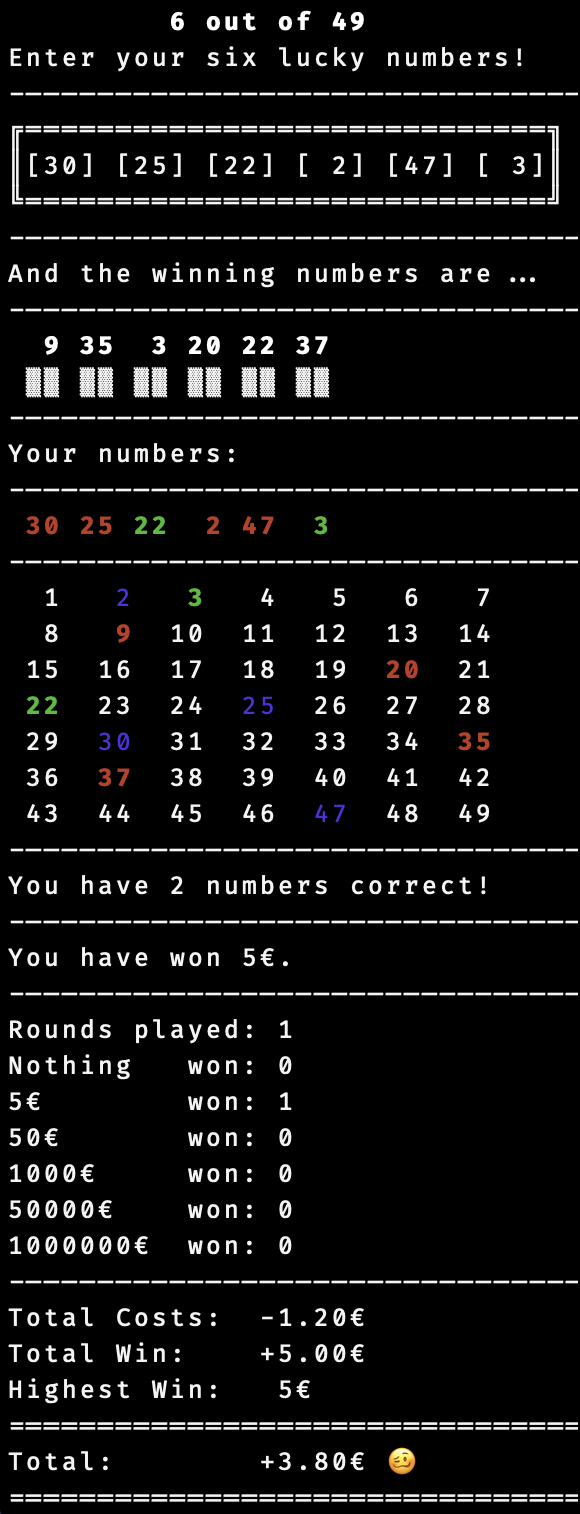 6 out of 49
Enter your six lucky numbers!
[30] [25] [22] [ 2] [47] [ 3]
And the winning numbers are …
9 35 3 20 22 37
Your numbers:
30 25 22 2 47 3
1 2 3 4 5 6 7
8 9 10 11 12 13 14
15 16 17 18 19 20 21
22 23 24 25 26 27 28
29 30 31 32 33 34 35
36 37 38 39 40 41 42
43 44 45 46 47 48 49
You have 2 numbers correct!
You have won 5€.
Rounds played: 1
Nothing won: 0
5€ won: 1
50€ won: 0
1000€ won: 0
50000€ won: 0
1000000€ won: 0
Total Costs: -1.20€
Total Win: +5.00€
Highest Win: 5€
Total: +3.80€ 🥴